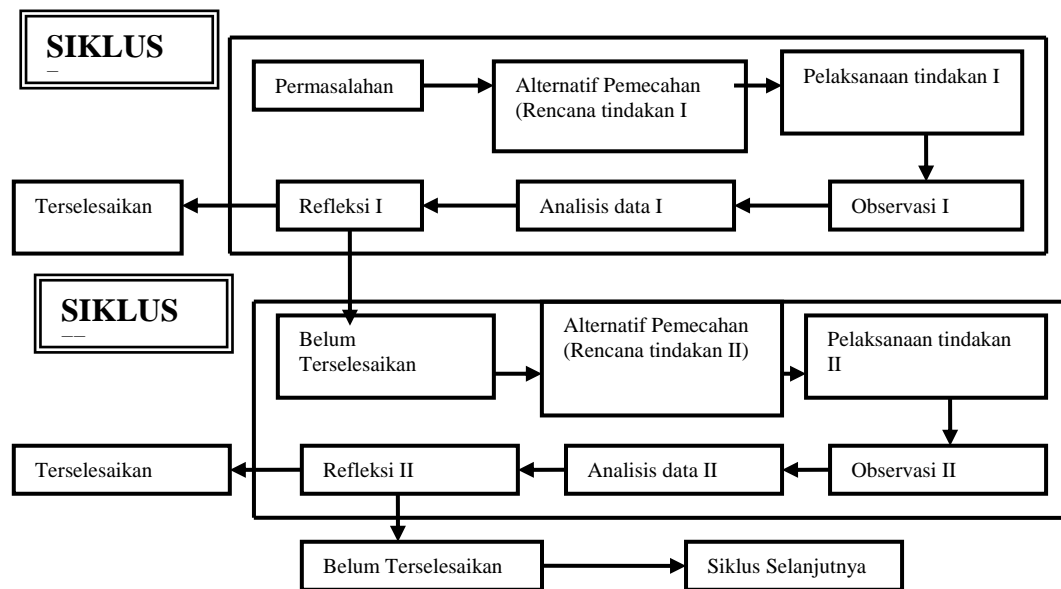 SIKLUS
Permasalahan
Alternatif Pemecahan
(Rencana tindakan I
Pelaksanaan tindakan I
Terselesaikan
Refleksi I
Analisis data I
Observasi I
SIKLUS
Belum
Terselesaikan
Alternatif Pemecahan
(Rencana tindakan II)
Pelaksanaan tindakan
II
Terselesaikan
Refleksi II
Analisis data II
Observasi II
Belum Terselesaikan
Siklus Selanjutnya